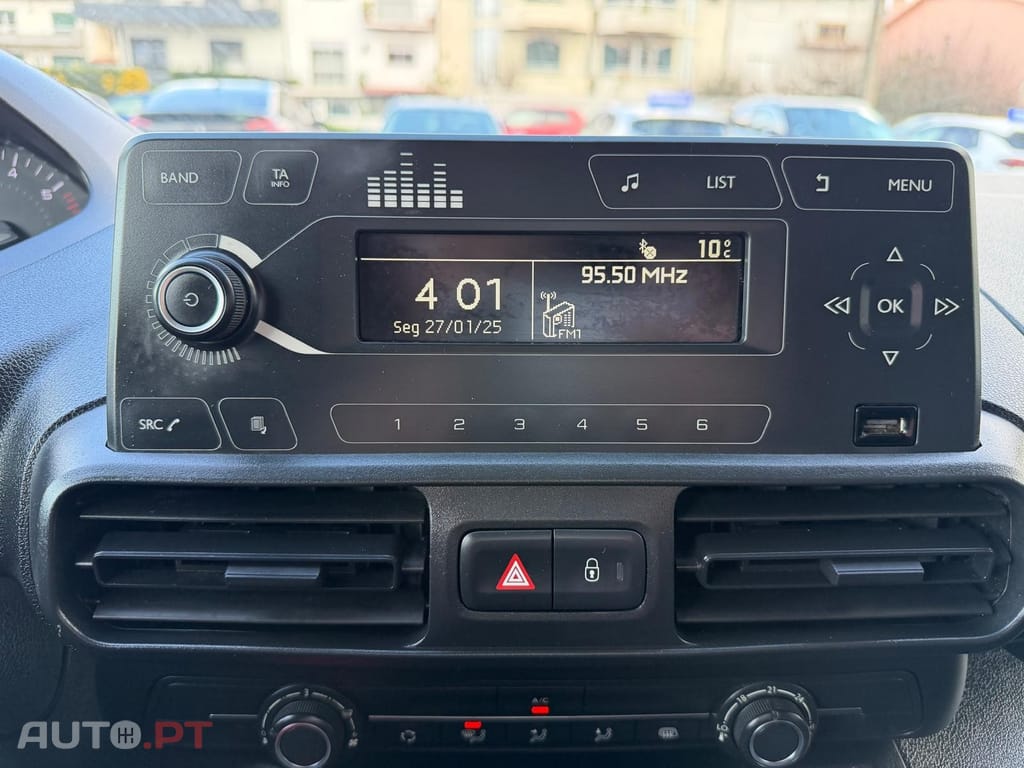 BAND
TA
INFO
LIST
MENU
10°C
95.50 MHz
4 01
Seg 27/01/25
FM1
OK
SRC
1 2 3 4 5 6
A/C
AUTO.PT